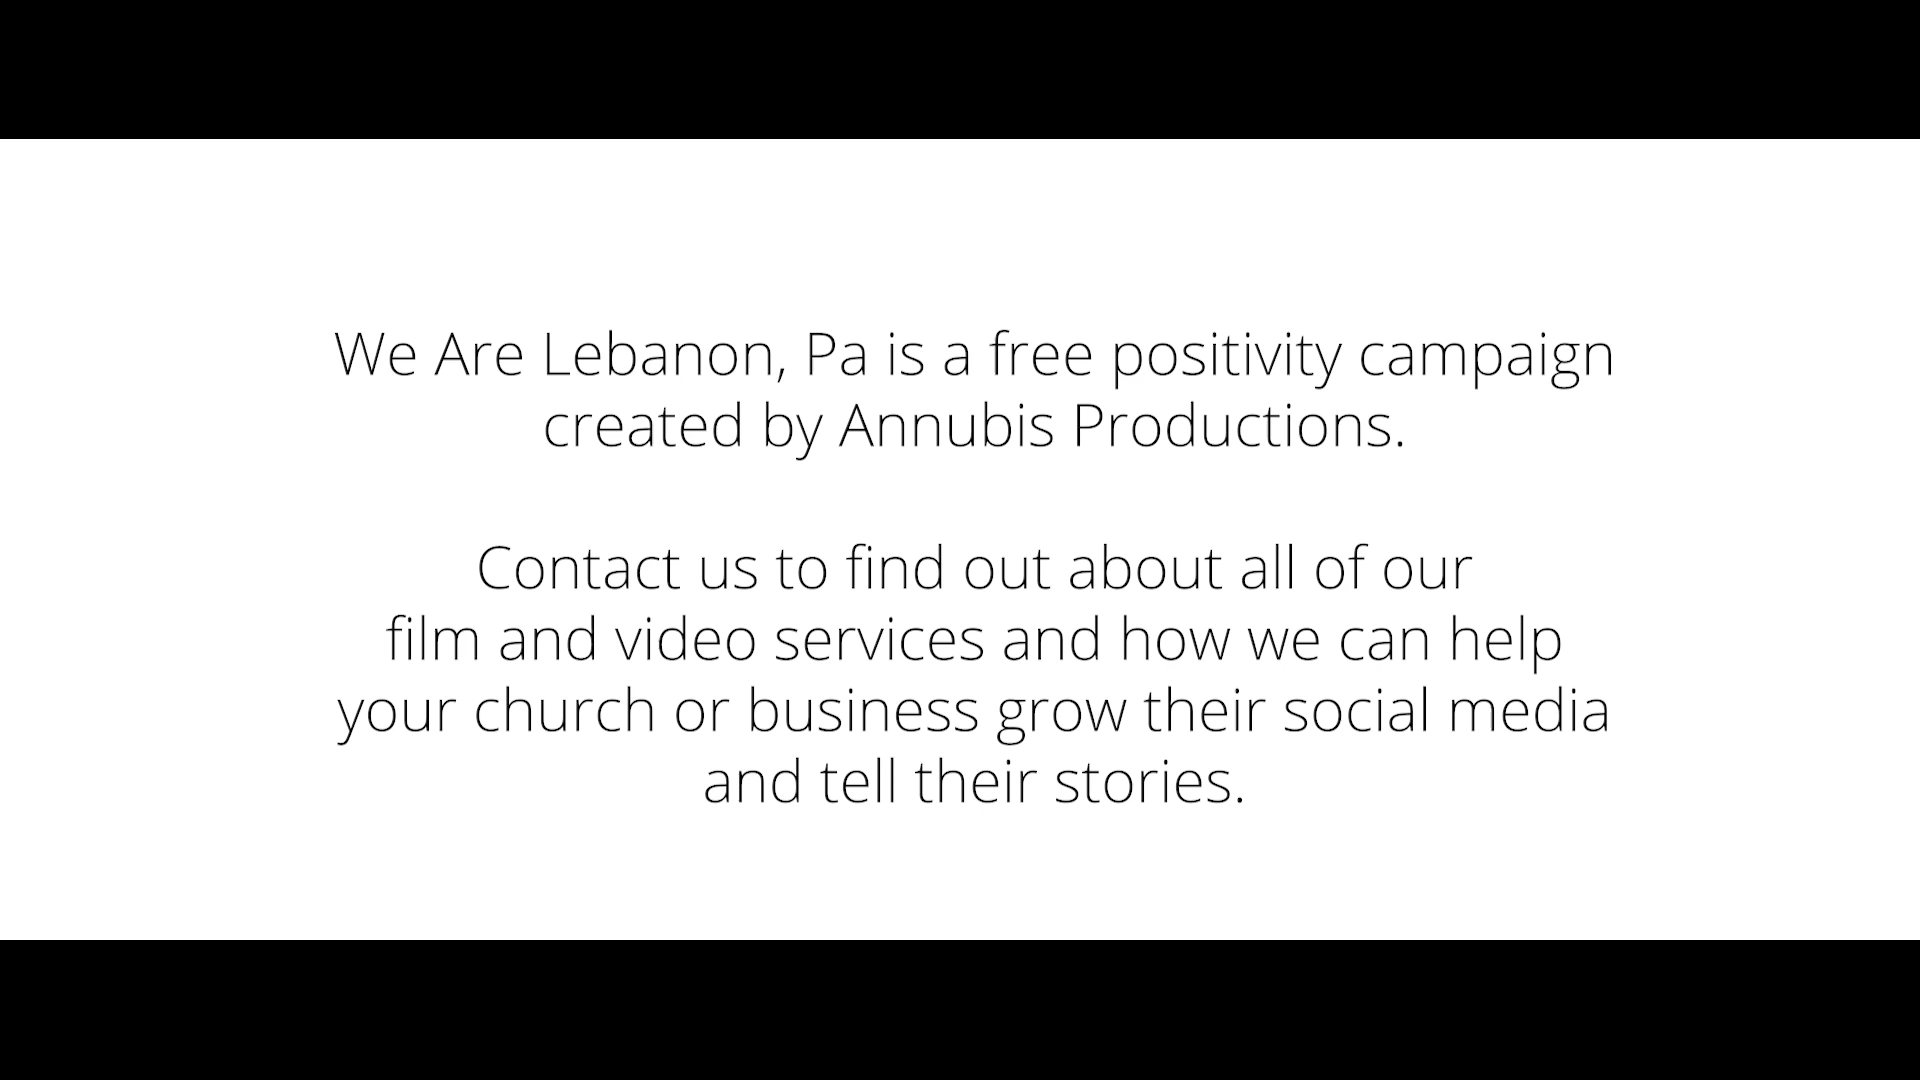 We Are Lebanon, Pa is a free positivity campaign
created by Annubis Productions.
Contact us to find out about all of our
film and video services and how we can help
your church or business grow their social media
and tell their stories.